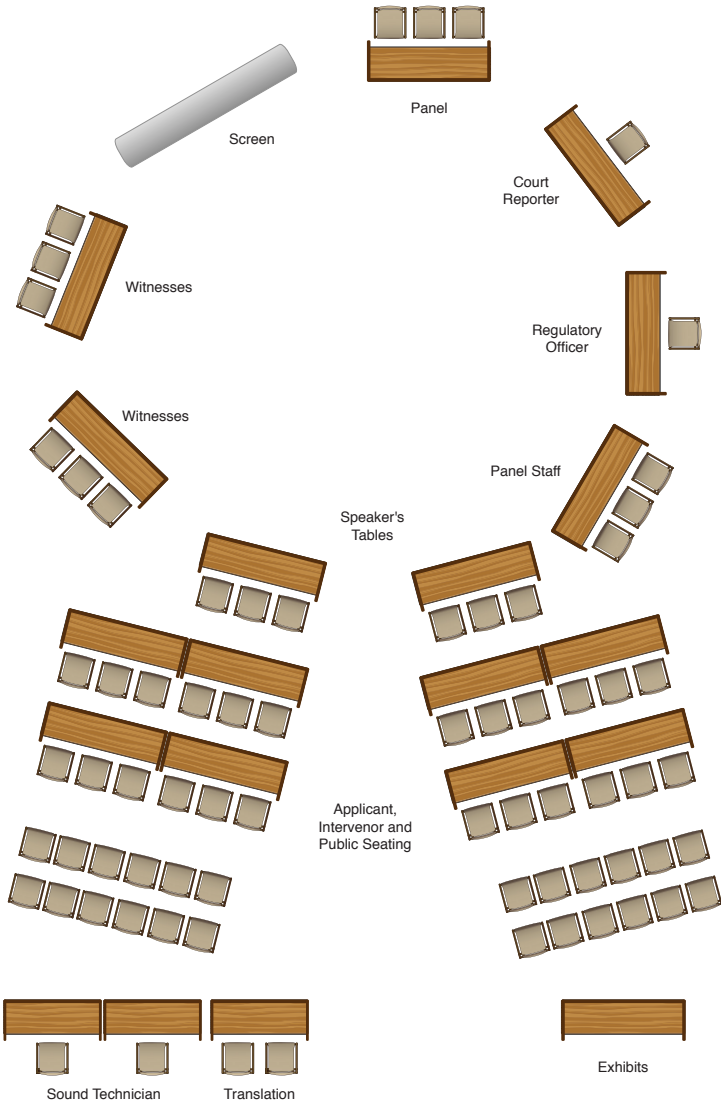 Panel
Screen
Court
Reporter
Witnesses
Regulatory
Officer
Witnesses
Panel Staff
Speaker's
Tables
Applicant,
Intervenor and
Public Seating
Sound Technician
Translation
Exhibits